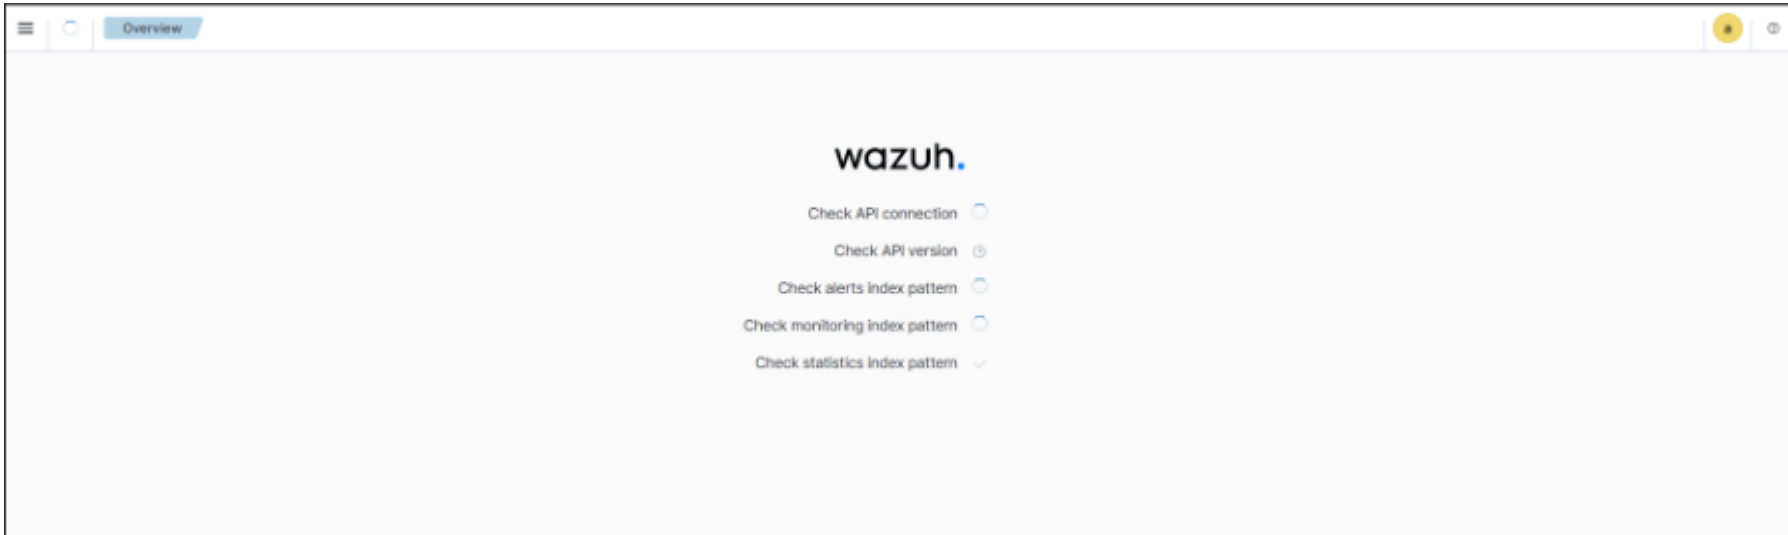 Overview
a
wazuh.
Check API connection
Check API version
Check alerts index pattern
Check monitoring index pattern
Check statistics index pattern